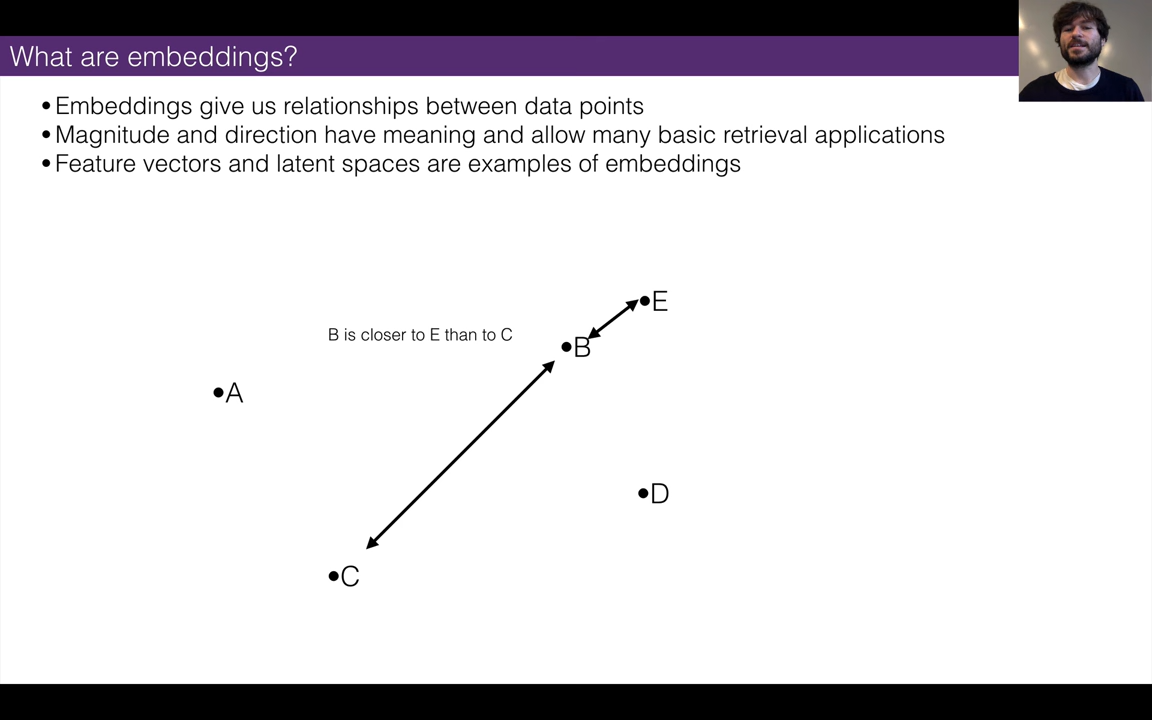 What are embeddings?
•Embeddings give us relationships between data points
•Magnitude and direction have meaning and allow many basic retrieval applications
•Feature vectors and latent spaces are examples of embeddings
•E
B is closer to E than to C
•B
•A
•D
•C